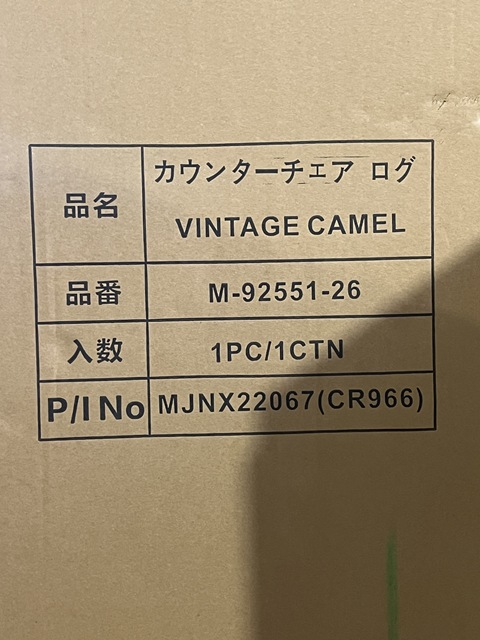 品名 カウンターチェア ログ
VINTAGE CAMEL
品番 M-92551-26
入数 1PC/1CTN
P/I No MJNX22067(CR966)